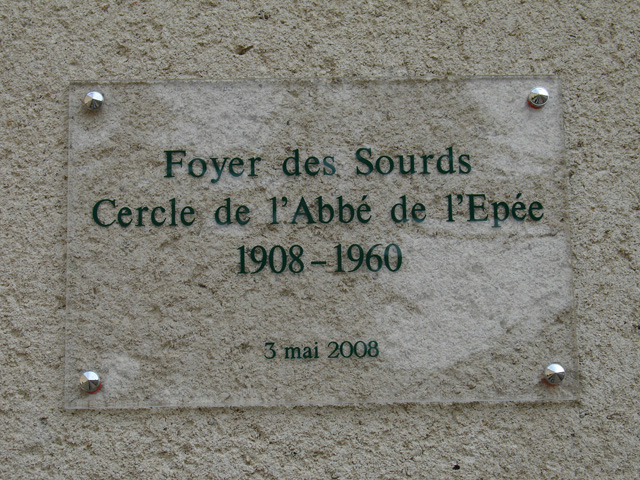 Foyer des Sourds
Cercle de l'Abbé de l'Epée
1908 – 1960
3 mai 2008